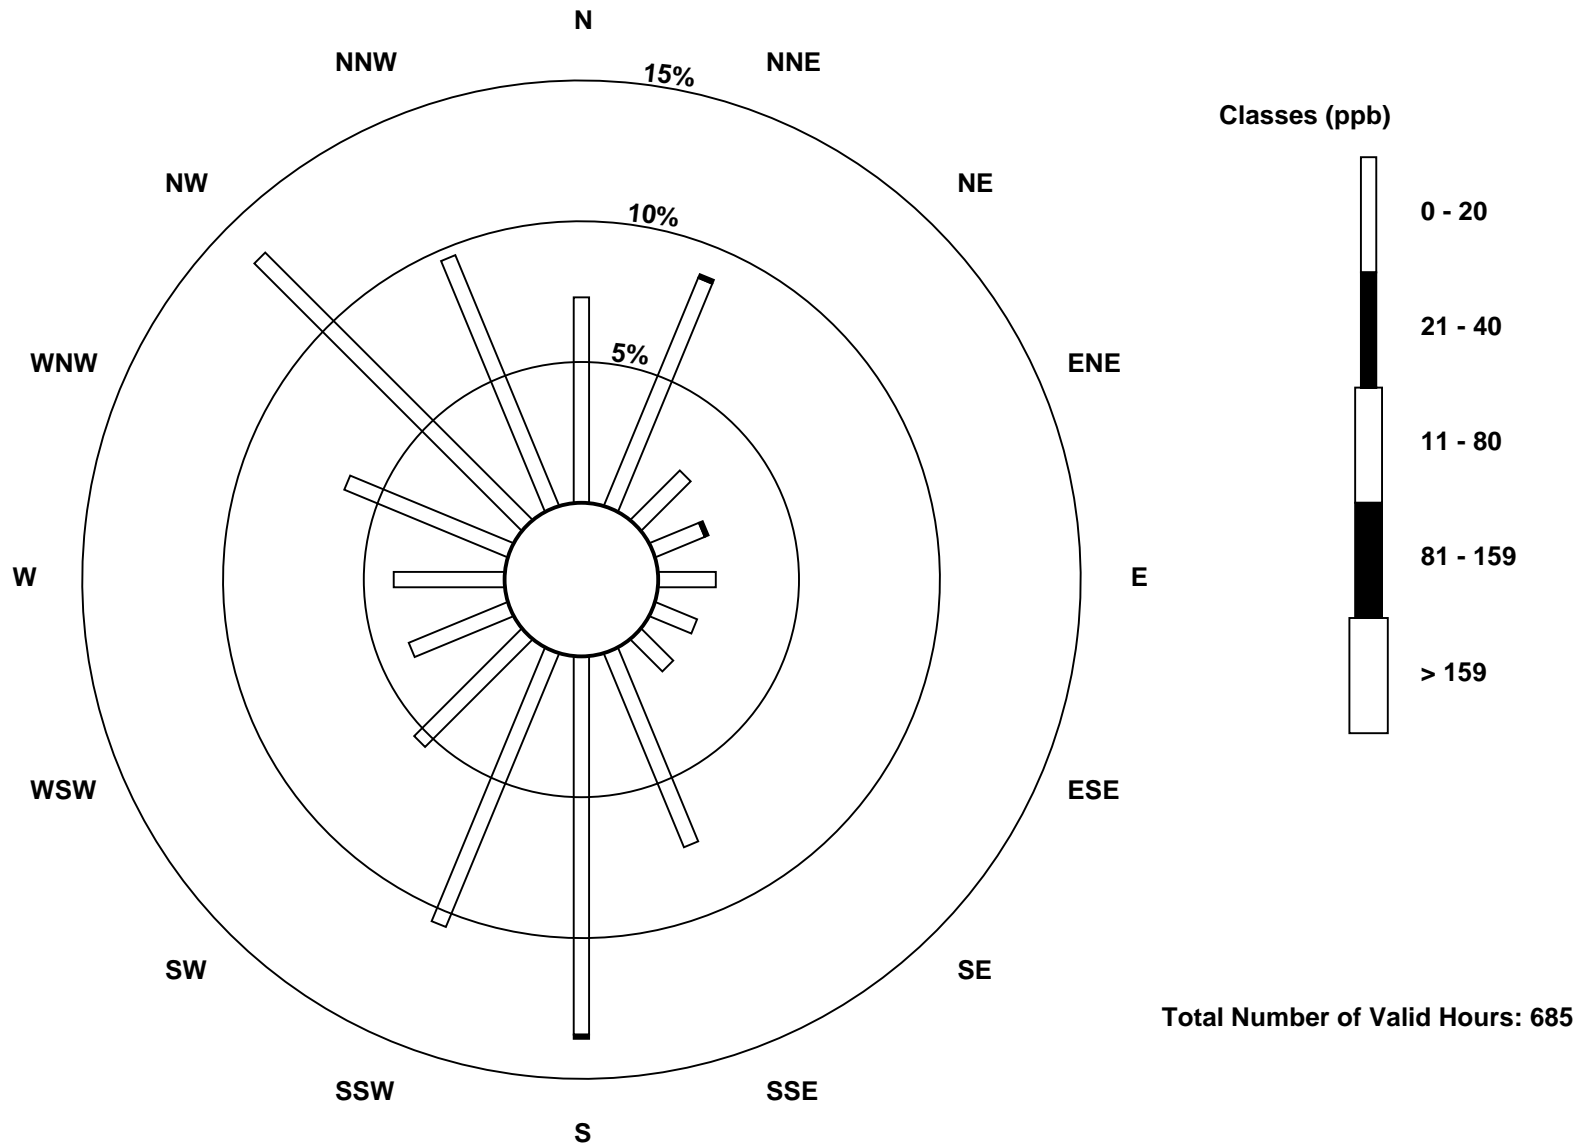 N
NNW
NNE
15%
Classes (ppb)
NW
NE
0 - 20
10%
21 - 40
5%
WNW
ENE
11 - 80
81 - 159
W
E
> 159
WSW
ESE
SW
SE
Total Number of Valid Hours: 685
SSW
SSE
S